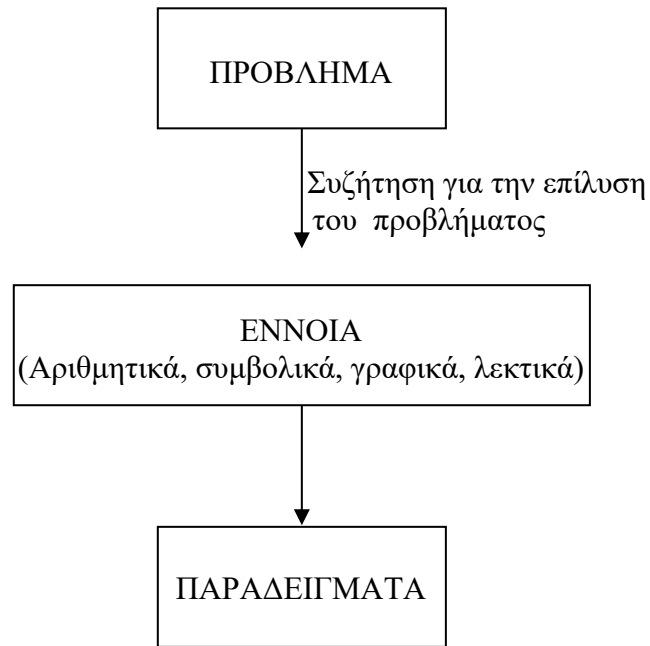 ΠΡΟΒΛΗΜΑ
Συζήτηση για την επίλυση
του προβλήματος
ΕΝΝΟΙΑ
(Αριθμητικά, συμβολικά, γραφικά, λεκτικά)
ΠΑΡΑΔΕΙΓΜΑΤΑ